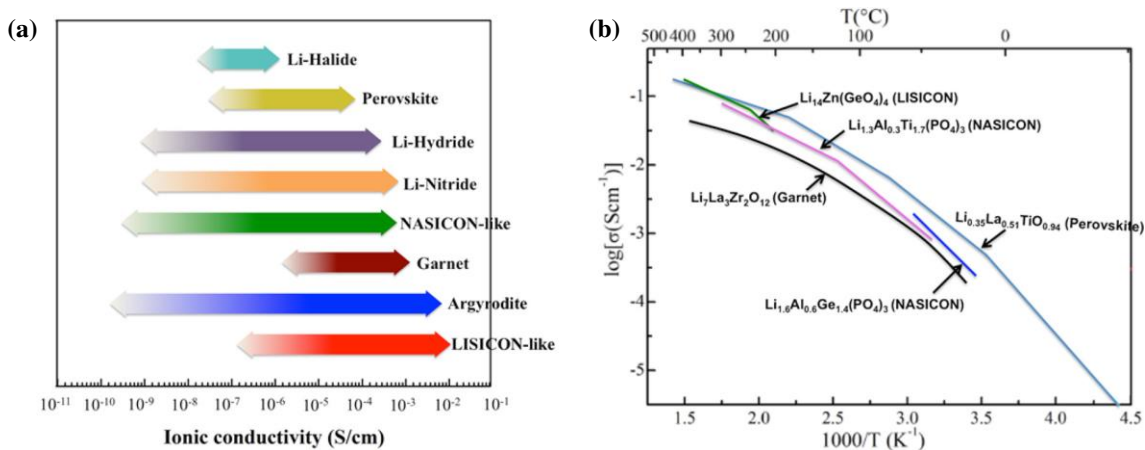 (a)
Li-Halide
Perovskite
Li-Hydride
Li-Nitride
NASICON-like
Garnet
Argyrodite
LISICON-like
10-11 10-10 10-9 10-8 10-7 10-6 10-5 10-4 10-3 10-2 10-1
Ionic conductivity (S/cm)
(b)
T(°C)
500 400 300 200 100 0
Li14Zn(GeO4)4 (LISICON)
Li1.3Al0.3Ti1.7(PO4)3 (NASICON)
Li7La3Zr2O12 (Garnet)
Li0.35La0.51TiO0.94 (Perovskite)
Li1.6Al0.6Ge1.4(PO4)3 (NASICON)
log[σ(Scm-1)]
-1
-2
-3
-4
-5
1.5 2.0 2.5 3.0 3.5 4.0 4.5
1000/T (K-1)